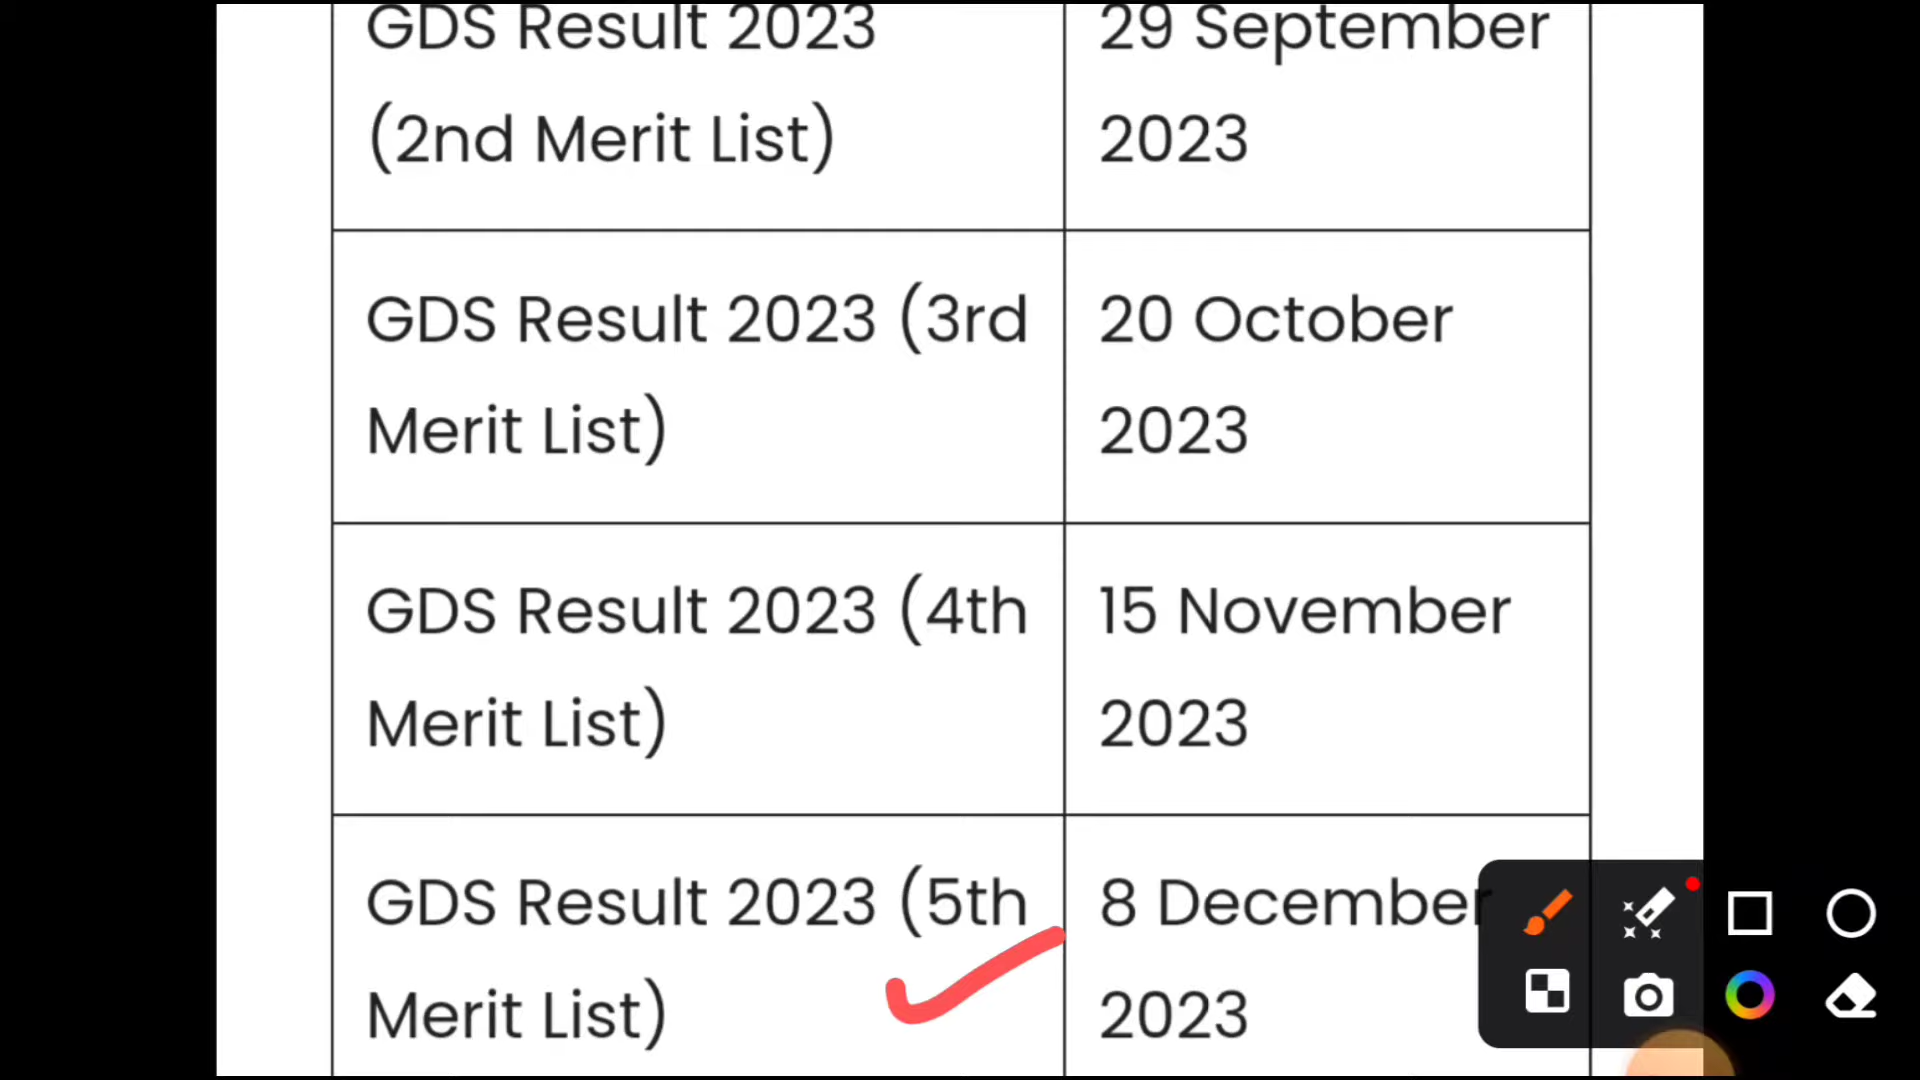 GDS Result 2023
(2nd Merit List)
29 September
2023
GDS Result 2023 (3rd
Merit List)
20 October
2023
GDS Result 2023 (4th
Merit List)
15 November
2023
GDS Result 2023 (5th
Merit List)
8 December
2023